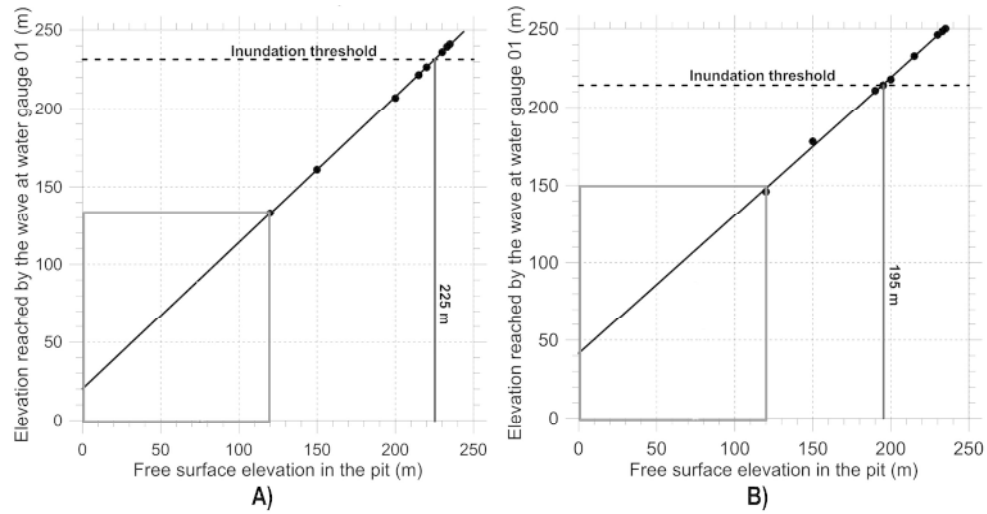 Elevation reached by the wave at water gauge 01 (m)
250
200
150
100
50
0
Inundation threshold
225 m
0 50 100 150 200 250
Free surface elevation in the pit (m)
A)
Elevation reached by the wave at water gauge 01 (m)
250
200
150
100
50
0
Inundation threshold
195 m
0 50 100 150 200 250
Free surface elevation in the pit (m)
B)